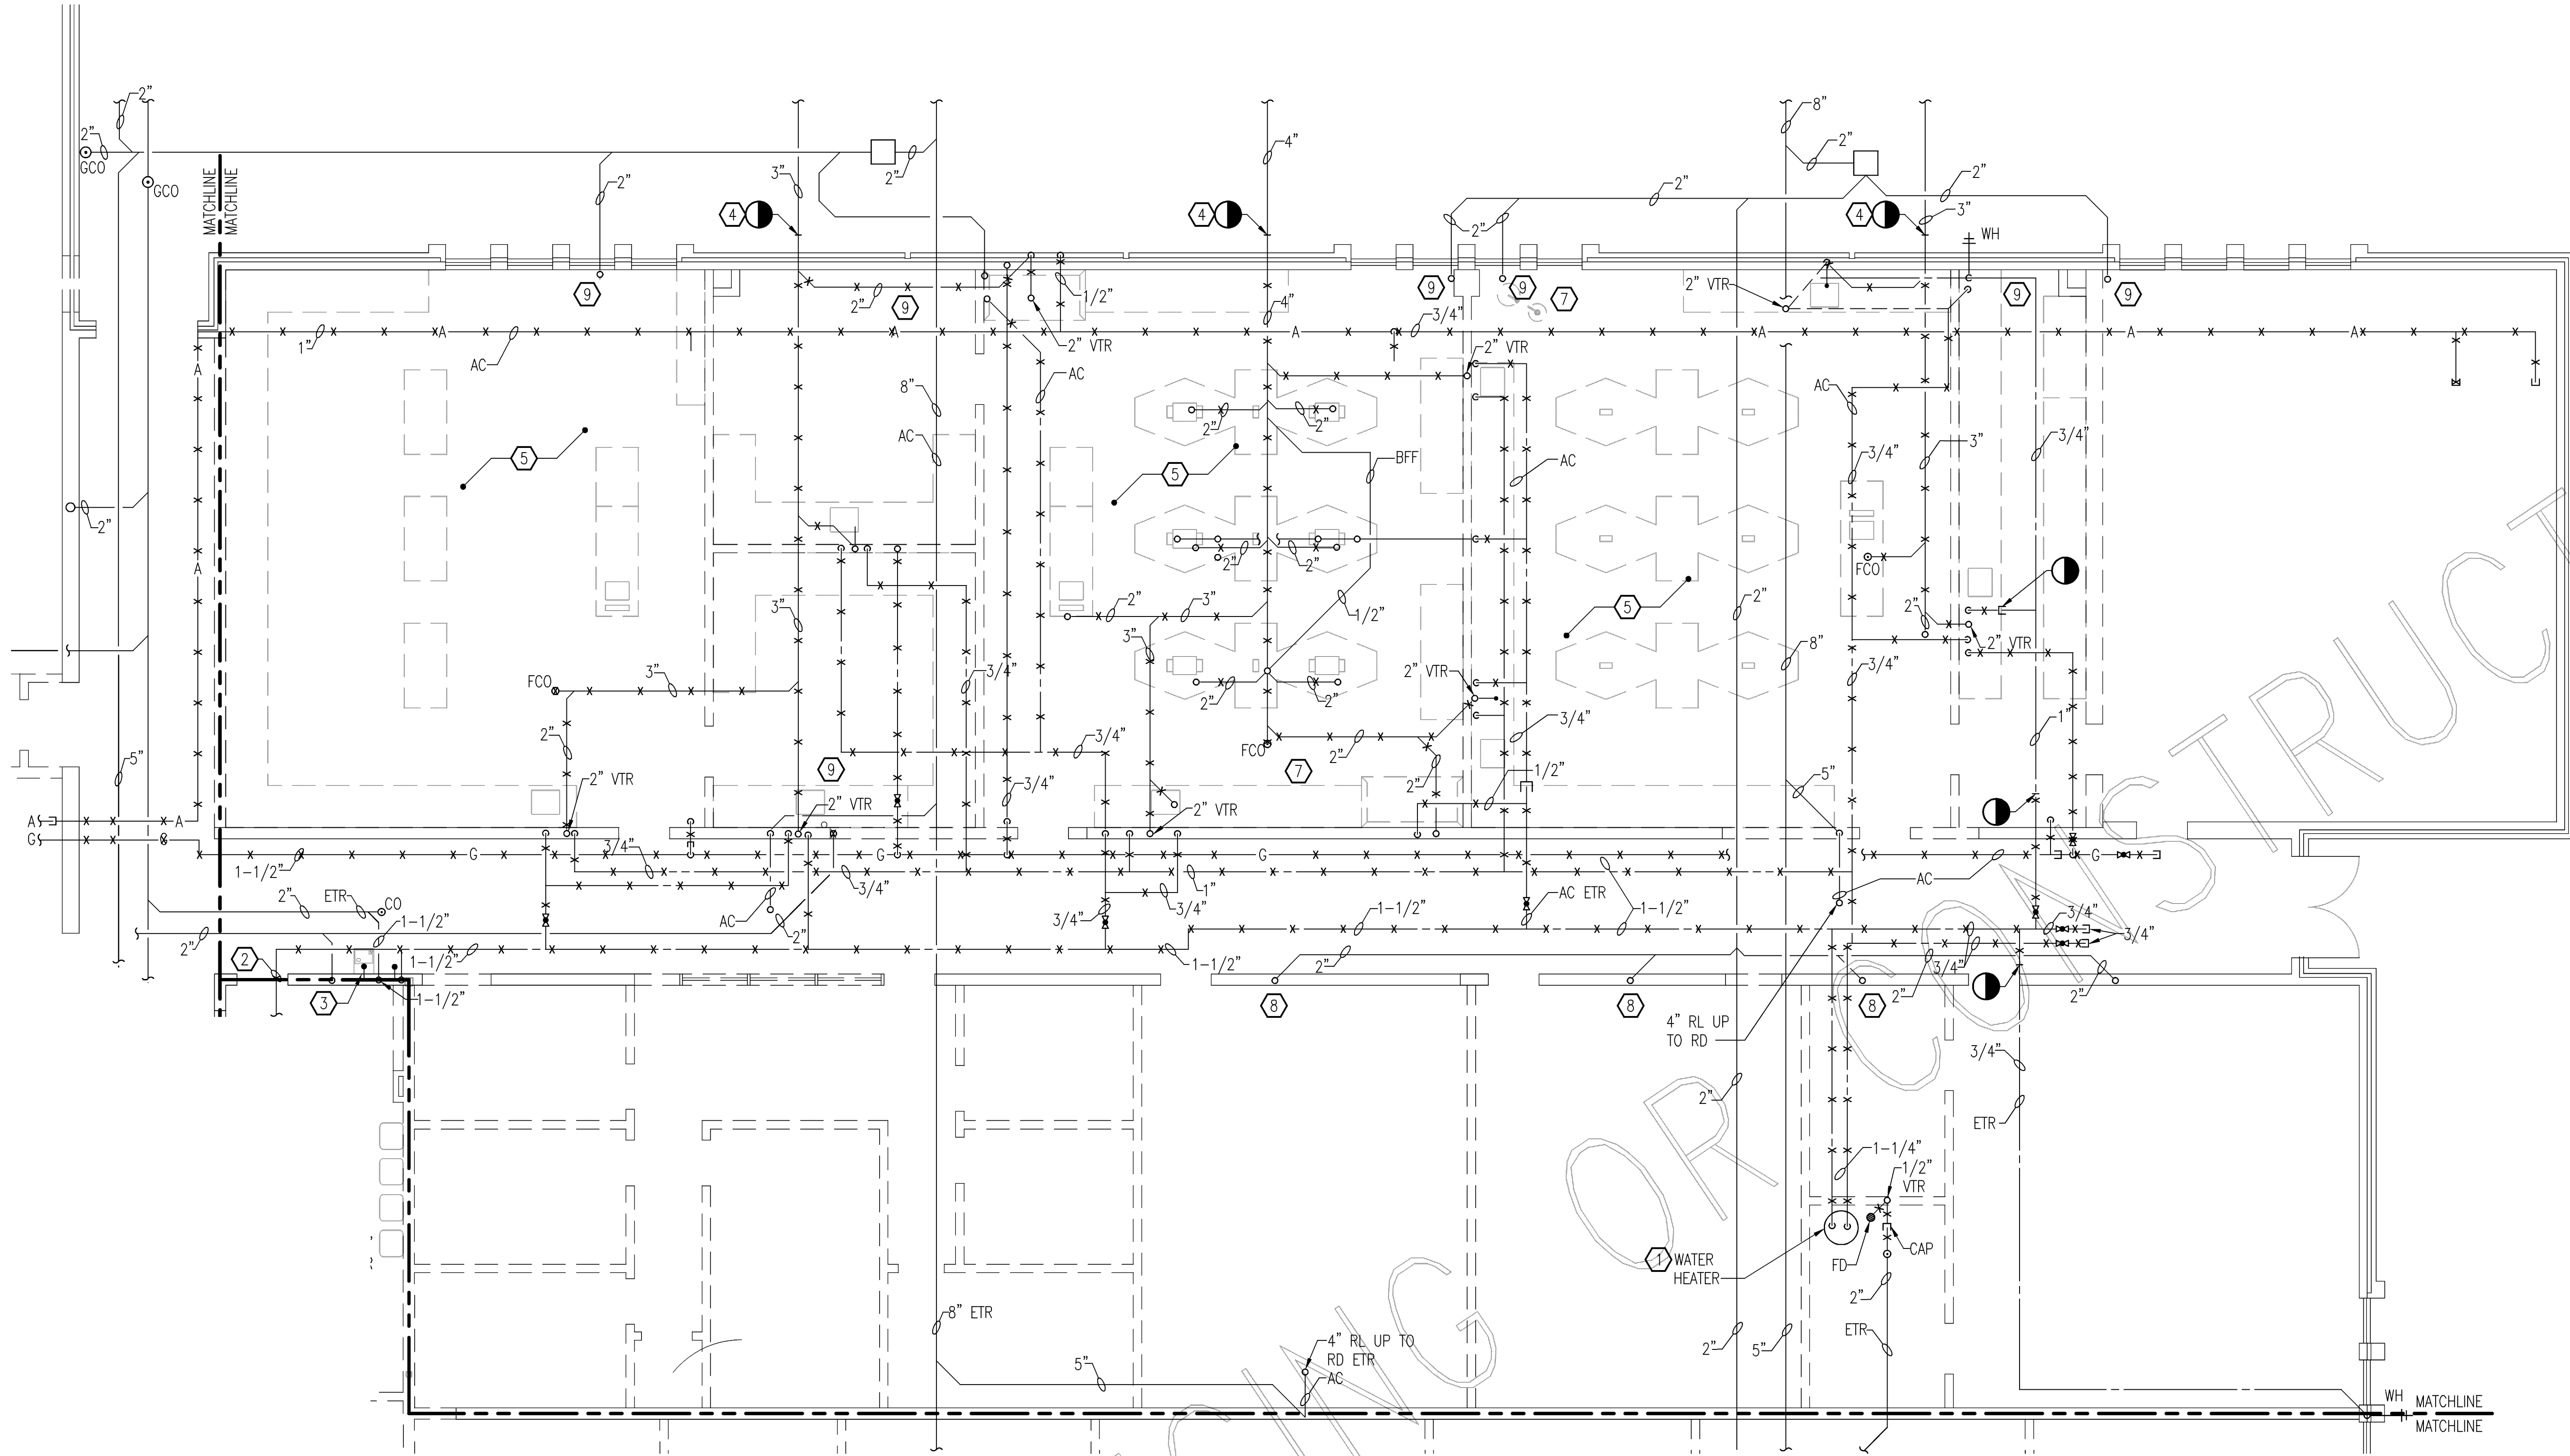 2"
2"
GCO
GCO
MATCHLINE
MATCHLINE
2"
3"
2"
4"
8"
2"
2"
2"
2"
3"
4
4
4
WH
9
2"
9
1/2"
4"
9
9
7
2" VTR
9
9
1"
A
AC
A
2" VTR
A
3/4"
A
A
A
A
2" VTR
AC
8"
AC
AC
2"
2"
BFF
AC
3/4"
3"
3/4"
5
5
2"
2"
2"
2"
FCO
A
3"
2"
3"
1/2"
5
2"
2"
2" VTR
3"
8"
FCO
3"
3/4"
2" VTR
3/4"
2"
2"
2"
3/4"
FCO
2"
3/4"
1"
5"
9
7
2" VTR
3/4"
2"
1/2"
5"
2" VTR
2" VTR
A
A
G
G
3/4"
G
G
G
G
1-1/2"
3/4"
1"
AC
2"
ETR
CO
1-1/2"
AC
2"
3/4"
3/4"
AC ETR
1-1/2"
1-1/2"
3/4"
3/4"
2"
2
1-1/2"
1-1/2"
2"
3/4"
3
1-1/2"
8
8
8
2"
2"
4" RL UP
TO RD
3/4"
2"
ETR
1-1/4"
1/2"
VTR
1
WATER
HEATER
FD
CAP
2"
8" ETR
ETR
4" RL UP TO
RD ETR
AC
5"
2"
5"
WH
MATCHLINE
MATCHLINE
OR CONSTRUCT